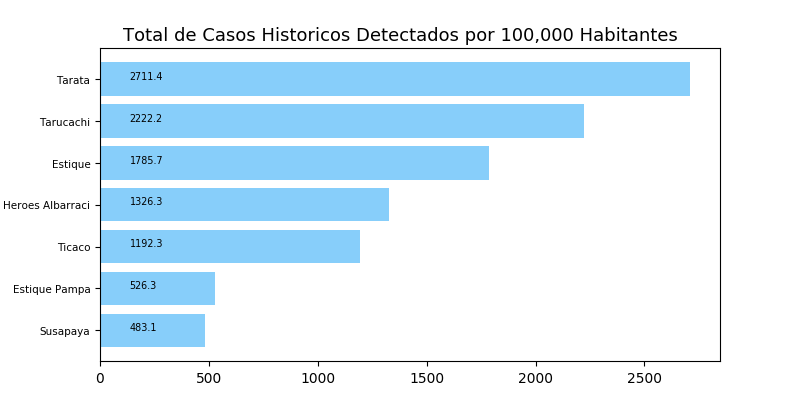 Total de Casos Historicos Detectados por 100,000 Habitantes
Tarata 2711.4
Tarucachi 2222.2
Estique 1785.7
Heroes Albarraci 1326.3
Ticaco 1192.3
Estique Pampa 526.3
Susapaya 483.1
0 500 1000 1500 2000 2500